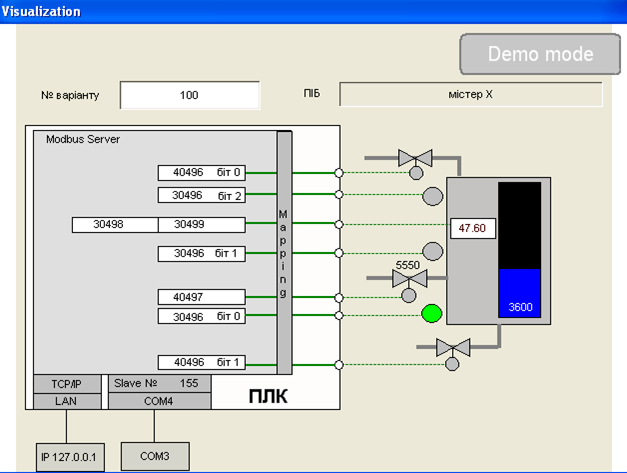 Visualization
Demo mode
№ варіанту
100
ПІБ
містер X
Modbus Server
40496 біт 0
30496 біт 2
30498 30499
30496 біт 1
40497
30496 біт 0
40496 біт 1
Mapping
47.60
5550
3600
TCP/IP
LAN
Slave № 155
COM4
ПЛК
IP 127.0.0.1
COM3